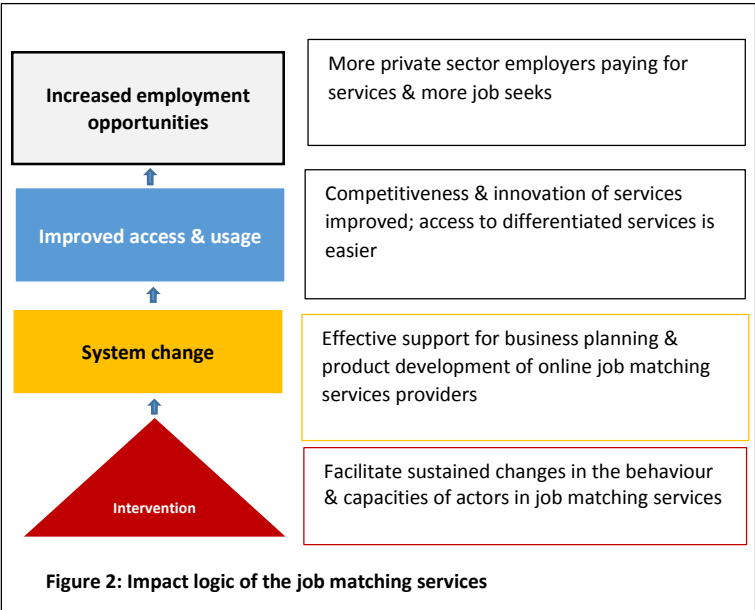 Increased employment
opportunities
More private sector employers paying for
services & more job seeks
Improved access & usage
Competitiveness & innovation of services
improved; access to differentiated services is
easier
System change
Effective support for business planning &
product development of online job matching
services providers
Intervention
Facilitate sustained changes in the behaviour
& capacities of actors in job matching services
Figure 2: Impact logic of the job matching services